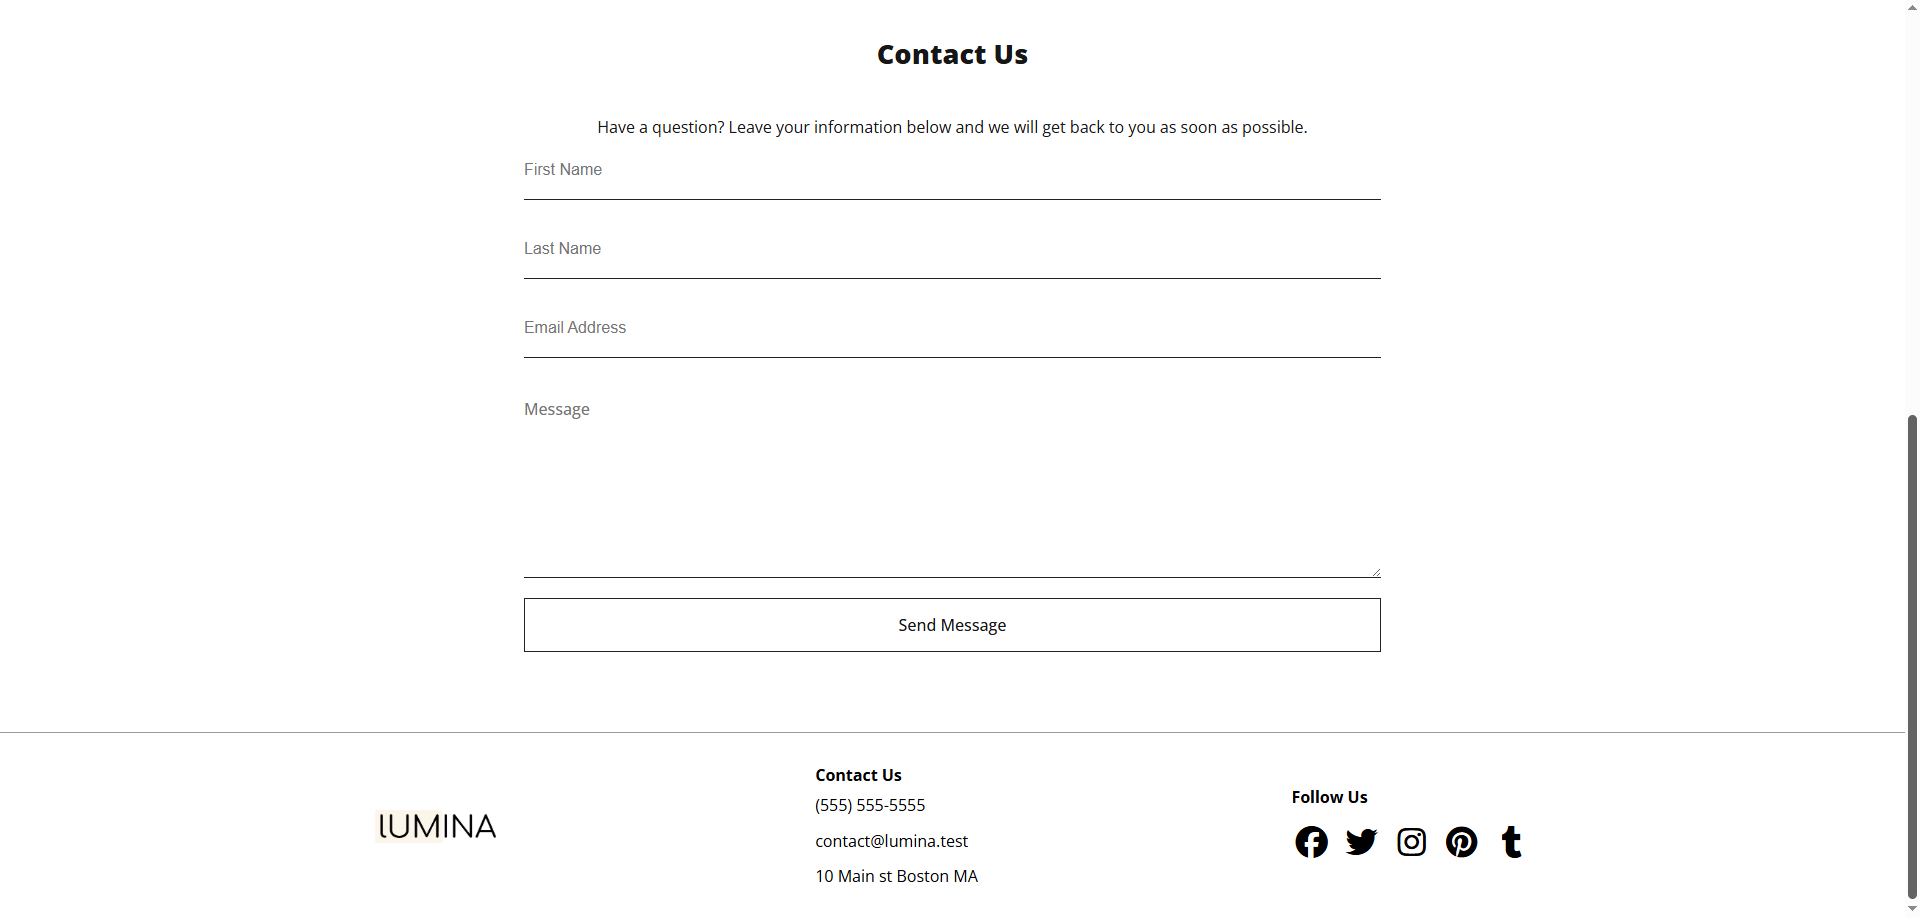 Contact Us
Have a question? Leave your information below and we will get back to you as soon as possible.
First Name
Last Name
Email Address
Message
Send Message
lUMINA
Contact Us
(555) 555-5555
contact@lumina.test
10 Main st Boston MA
Follow Us